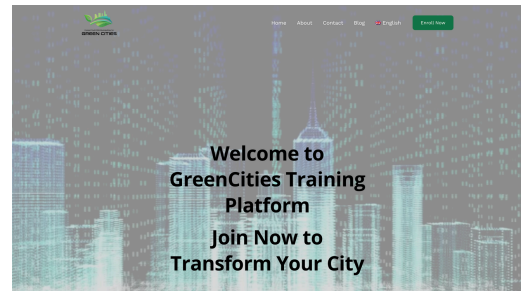 GREEN CITIES
Home About Contact Blog English Enroll Now
Welcome to
GreenCities Training
Platform
Join Now to
Transform Your City